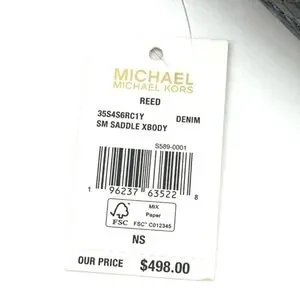 MICHAEL
MICHAEL KORS
REED
35S4S6RC1Y DENIM
SM SADDLE XBODY
S589-0001
1 96237 63522 8
FSC
MIX
Paper
FSC™ C012345
NS
OUR PRICE $498.00